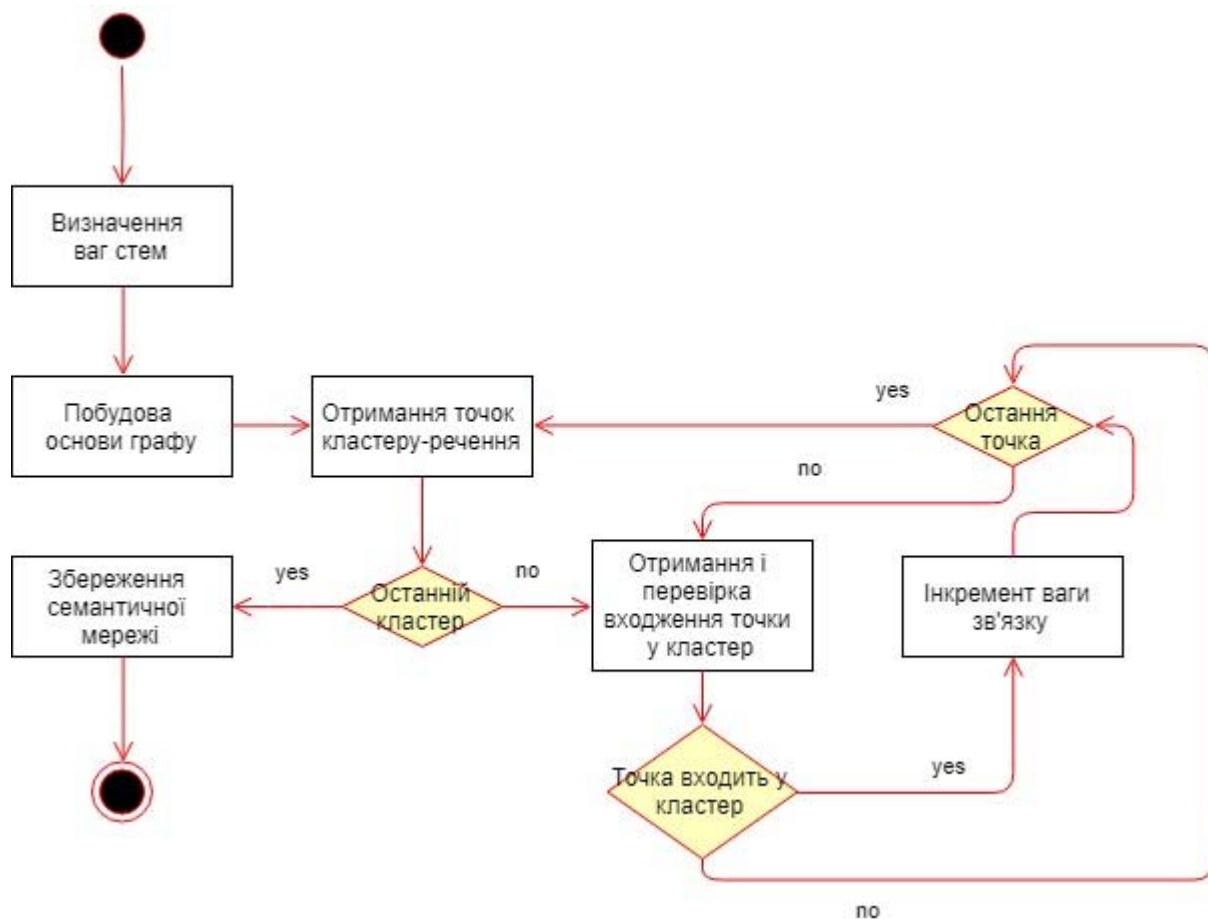 Визначення
ваг стем
Побудова
основи графу
Отримання точок
кластеру-речення
yes
Остання
точка
no
Збереження
семантичної
мережі
yes
Останній
кластер
no
Отримання і
перевірка
входження точки
у кластер
Інкремент ваги
зв'язку
Точка входить у
кластер
yes
no